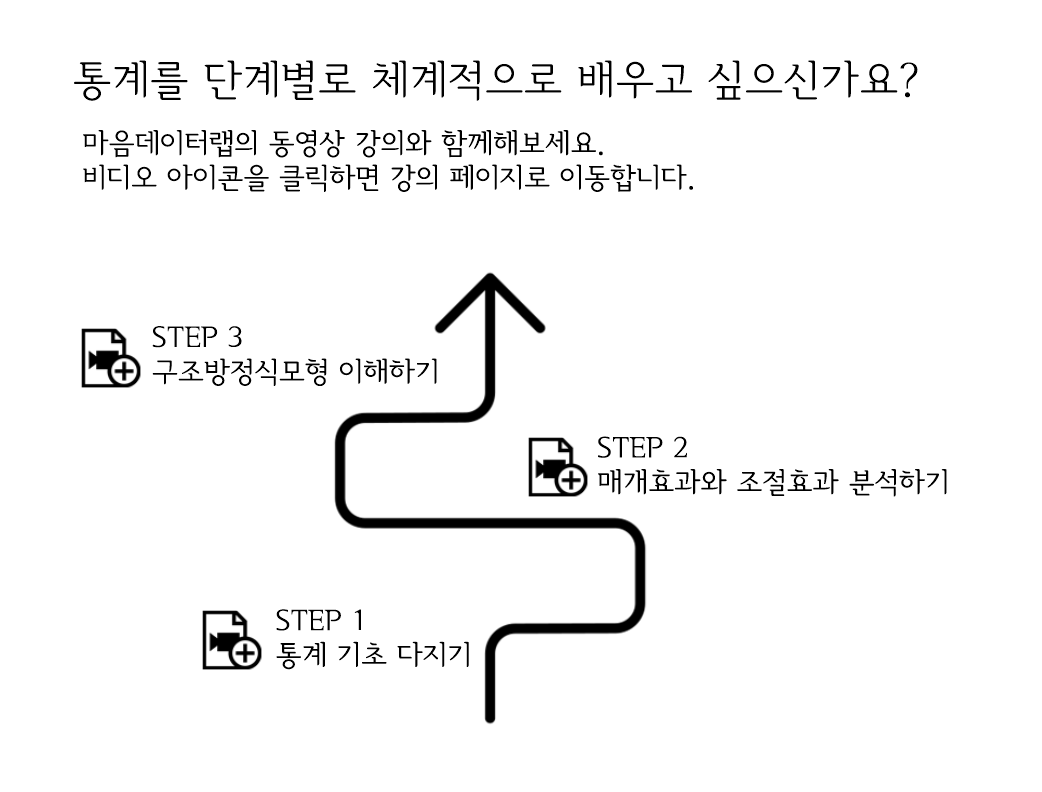 통계를 단계별로 체계적으로 배우고 싶으신가요?
마음데이터랩의 동영상 강의와 함께해보세요.
비디오 아이콘을 클릭하면 강의 페이지로 이동합니다.
STEP 3
구조방정식모형 이해하기
STEP 2
매개효과와 조절효과 분석하기
STEP 1
통계 기초 다지기